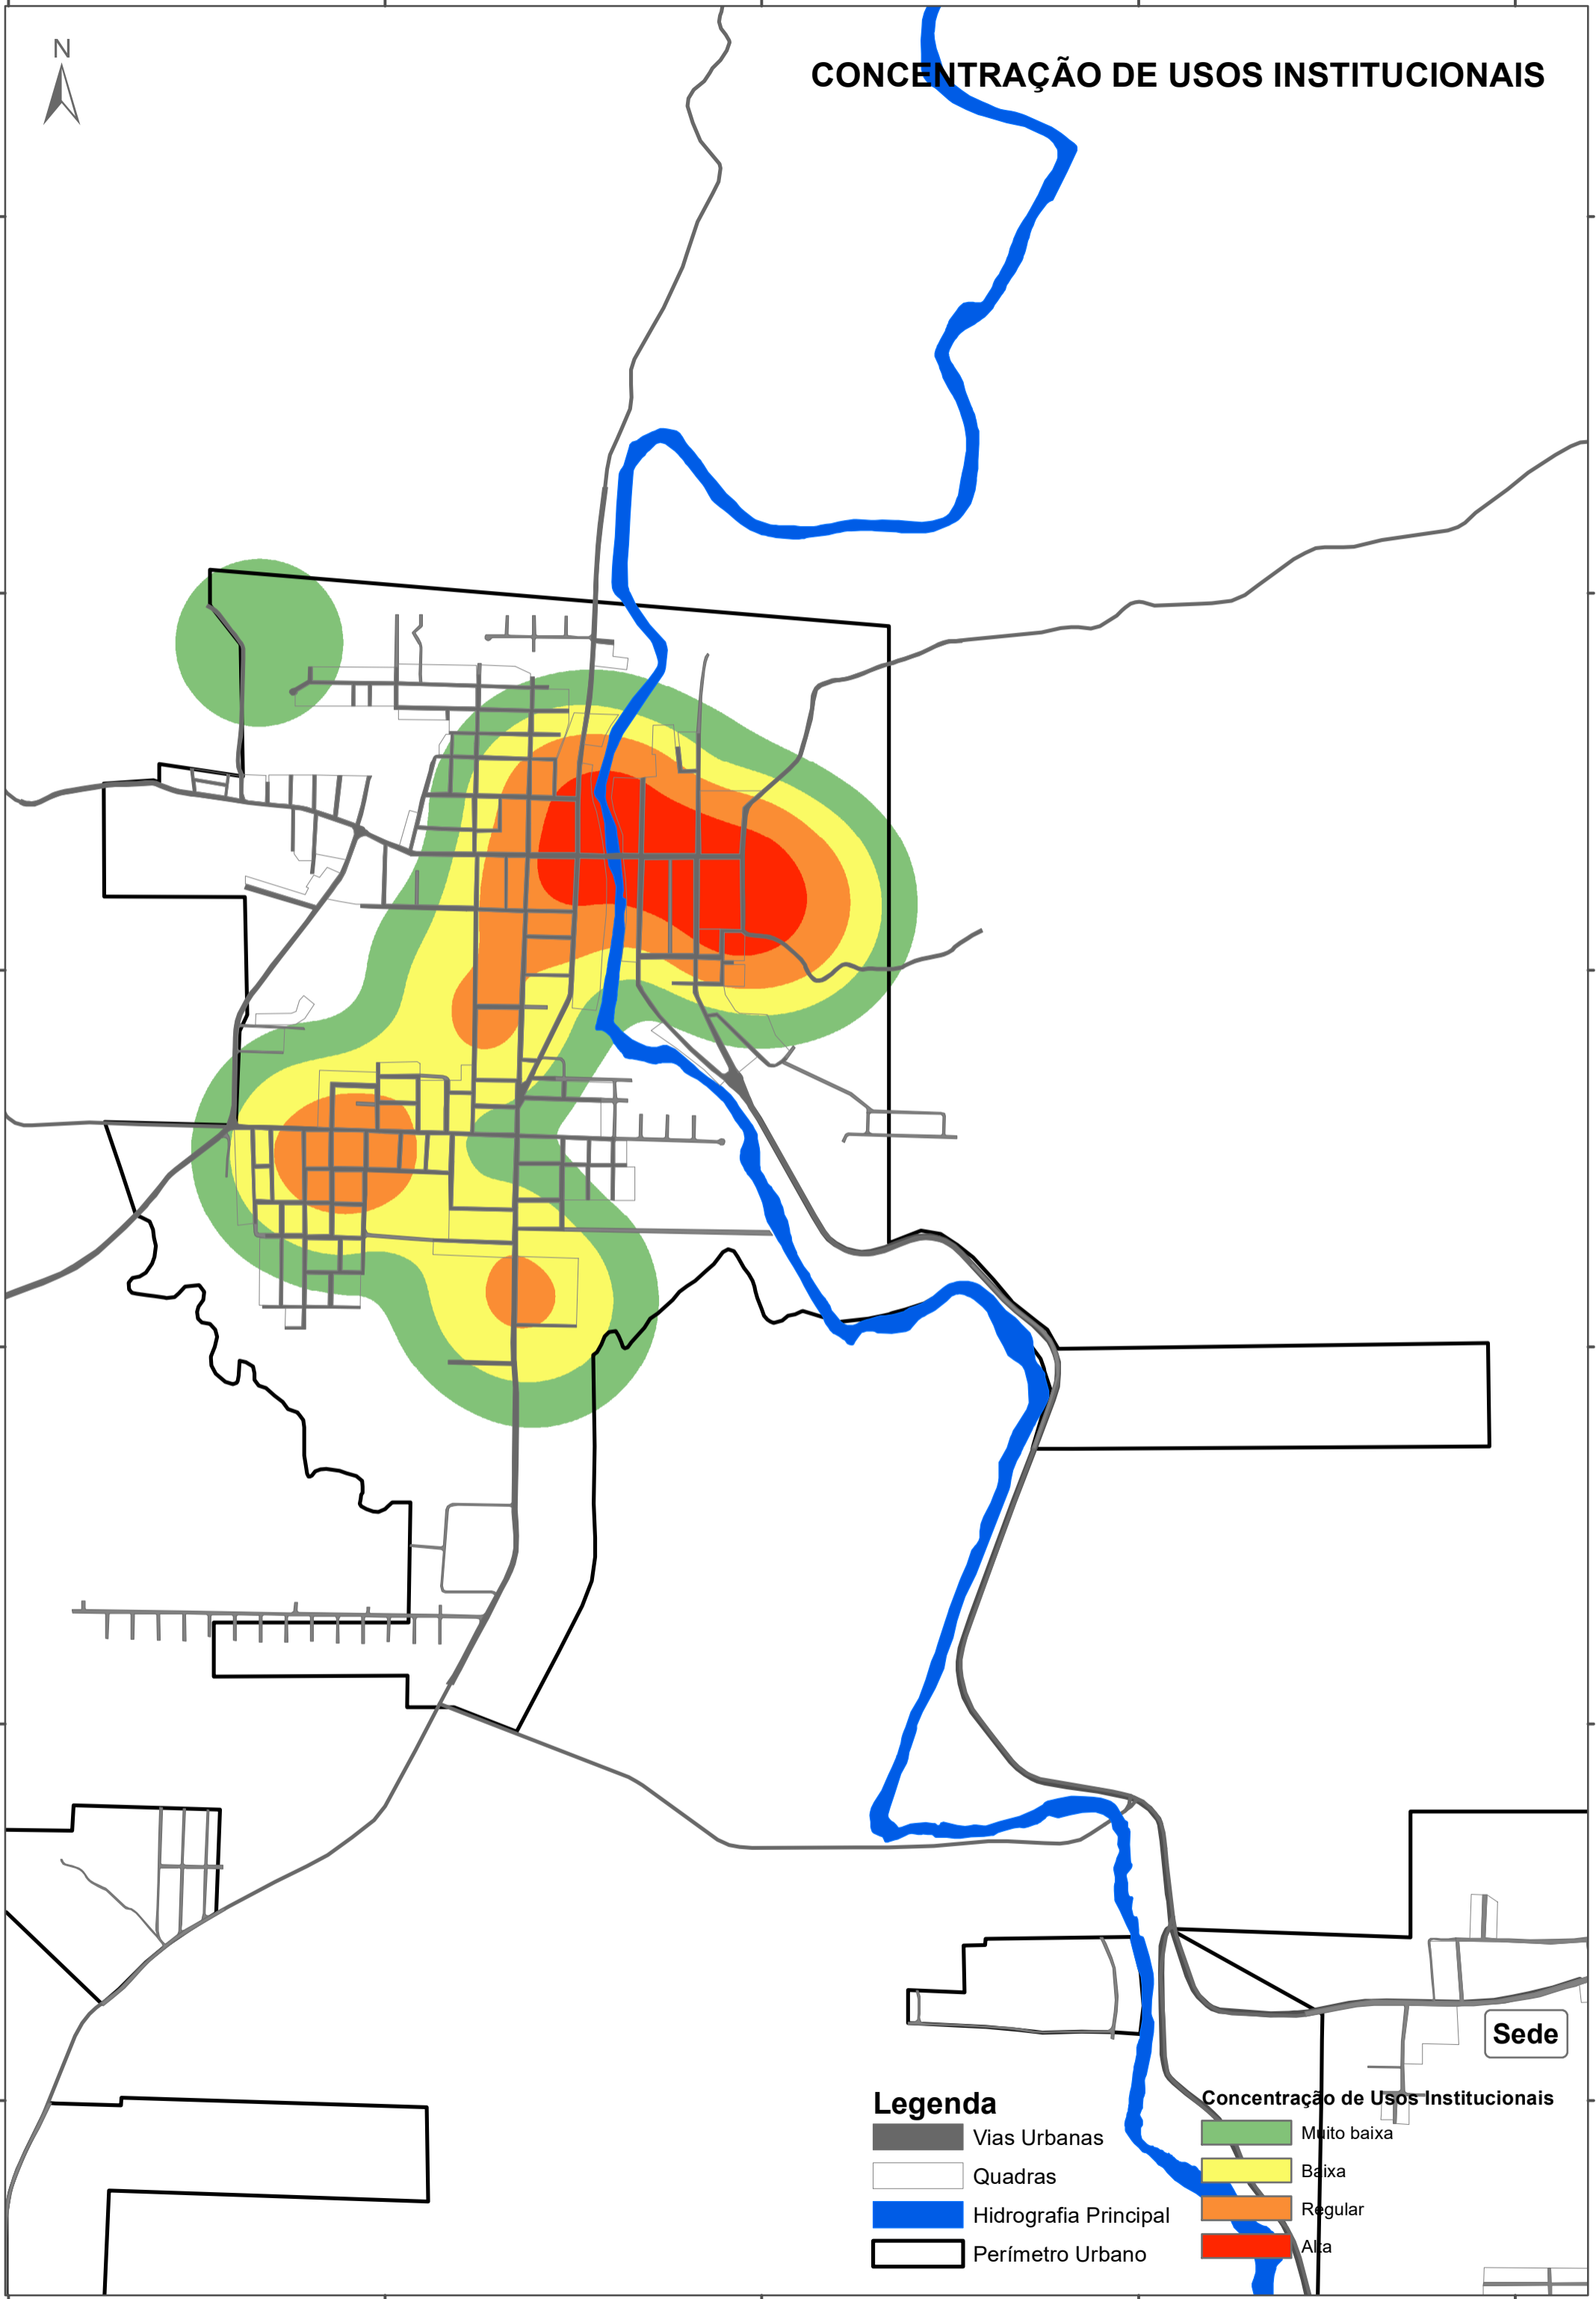 N
CONCENTRAÇÃO DE USOS INSTITUCIONAIS
Sede
Legenda
Vias Urbanas
Quadras
Hidrografia Principal
Perímetro Urbano
Concentração de Usos Institucionais
Muito baixa
Baixa
Regular
Alta